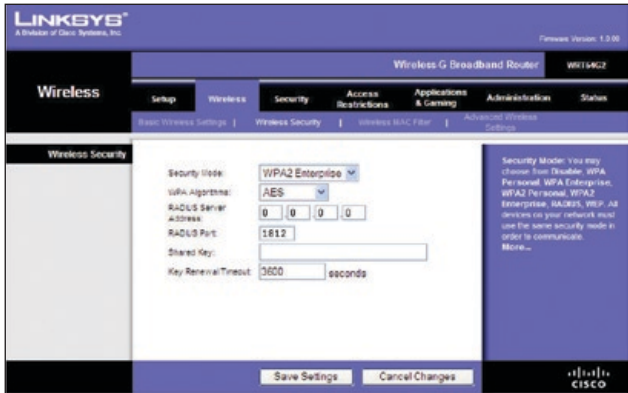 LINKSYS®
A Division of Cisco Systems, Inc.
Firmware Version: 1.0.00
Wireless-G Broadband Router
WRT54G2
Wireless
Setup
Wireless
Security
Access Restrictions
Applications & Gaming
Administration
Status
Basic Wireless Settings |
Wireless Security |
Wireless MAC Filter |
Advanced Wireless Settings
Wireless Security
Security Mode: WPA2 Enterprise
WPA Algorithms: AES
RADIUS Server Address: 0 . 0 . 0 . 0
RADIUS Port: 1812
Shared Key:
Key Renewal Timeout: 3600 seconds
Security Mode: You may
choose from Disable, WPA
Personal, WPA Enterprise,
WPA2 Personal, WPA2
Enterprise, RADIUS, WEP. All
devices on your network must
use the same security mode in
order to communicate.
More...
Save Settings
Cancel Changes
CISCO